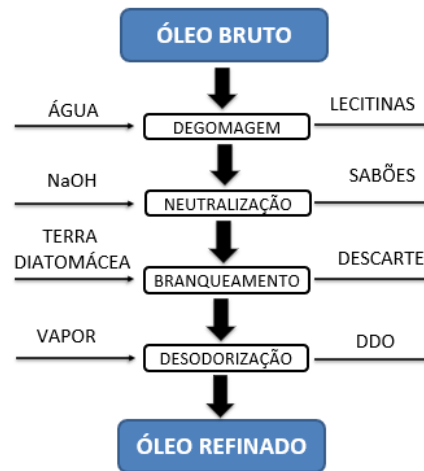 ÓLEO BRUTO
ÁGUA
DEGOMAGEM
LECITINAS
NaOH
NEUTRALIZAÇÃO
SABÕES
TERRA
DIATOMÁCEA
BRANQUEAMENTO
DESCARTE
VAPOR
DESODORIZAÇÃO
DDO
ÓLEO REFINADO